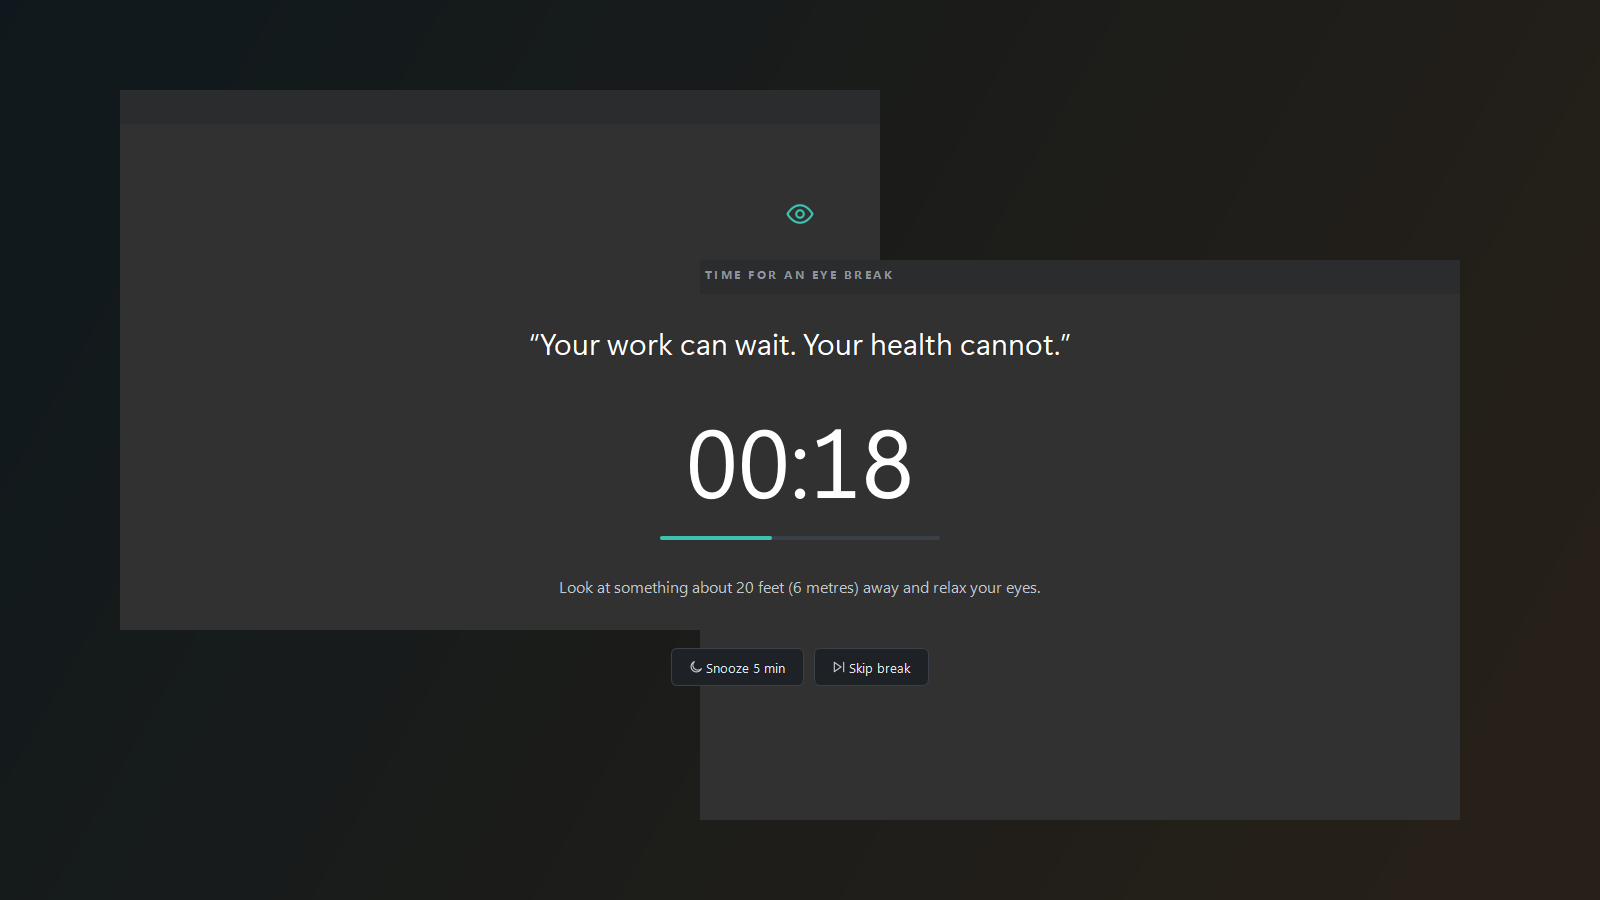 TIME FOR AN EYE BREAK
“Your work can wait. Your health cannot.”
00:18
Look at something about 20 feet (6 metres) away and relax your eyes.
Snooze 5 min
Skip break